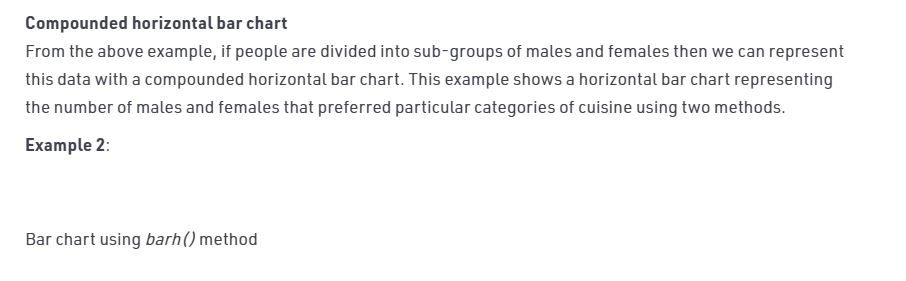 Compounded horizontal bar chart
From the above example, if people are divided into sub-groups of males and females then we can represent
this data with a compounded horizontal bar chart. This example shows a horizontal bar chart representing
the number of males and females that preferred particular categories of cuisine using two methods.
Example 2:
Bar chart using barh() method